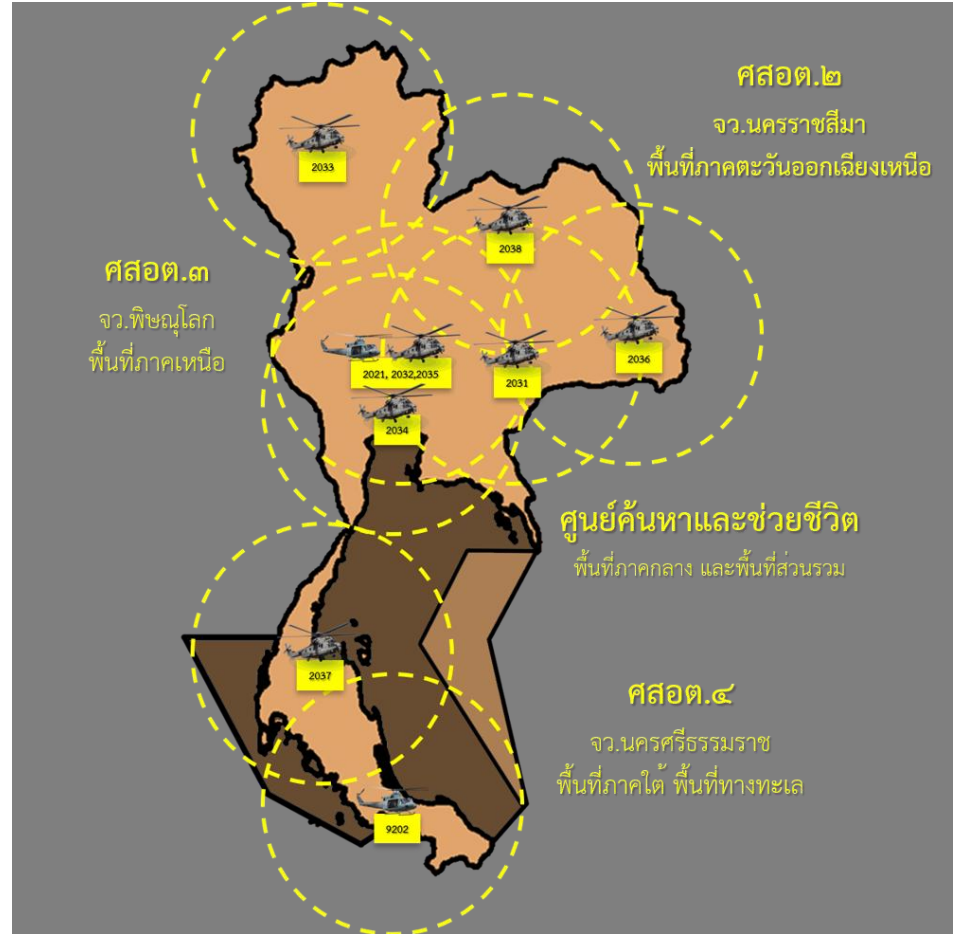 ศสอต.๒
จว.นครราชสีมา
พื้นที่ภาคตะวันออกเฉียงเหนือ
2033
2038
ศสอต.๓
จว.พิษณุโลก
พื้นที่ภาคเหนือ
2036
2021, 2032,2035
2031
2034
ศูนย์ค้นหาและช่วยชีวิต
พื้นที่ภาคกลาง และพื้นที่ส่วนรวม
2037
ศสอต.๔
จว.นครศรีธรรมราช
พื้นที่ภาคใต้ พื้นที่ทางทะเล
9202